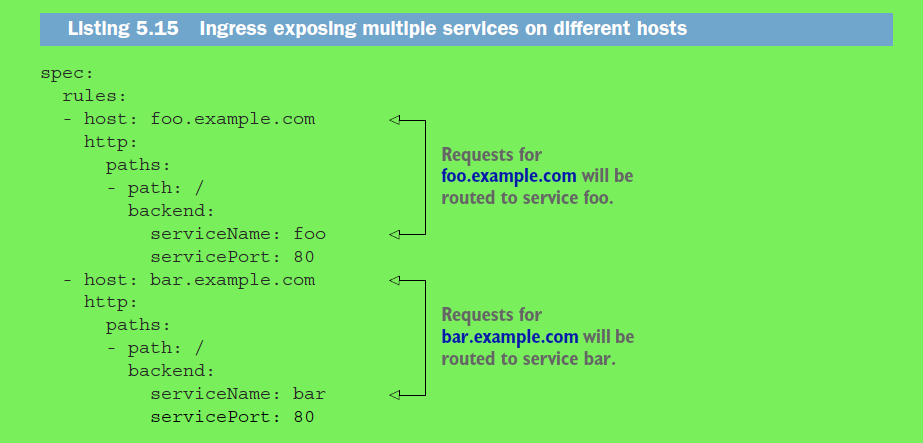 Listing 5.15 Ingress exposing multiple services on different hosts
spec:
  rules:
  - host: foo.example.com
    http:
      paths:
      - path: /
        backend:
          serviceName: foo
          servicePort: 80
  - host: bar.example.com
    http:
      paths:
      - path: /
        backend:
          serviceName: bar
          servicePort: 80
Requests for
foo.example.com will be
routed to service foo.
Requests for
bar.example.com will be
routed to service bar.